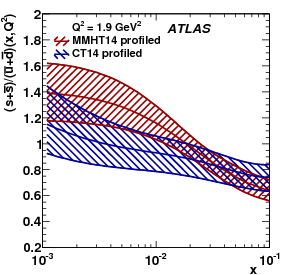 Q² = 1.9 GeV² ATLAS
MMHT14 profiled
CT14 profiled
(s+s̅)/(u̅+d̅)(x,Q²)
2
1.8
1.6
1.4
1.2
1
0.8
0.6
0.4
0.2
10⁻³ 10⁻² 10⁻¹
x